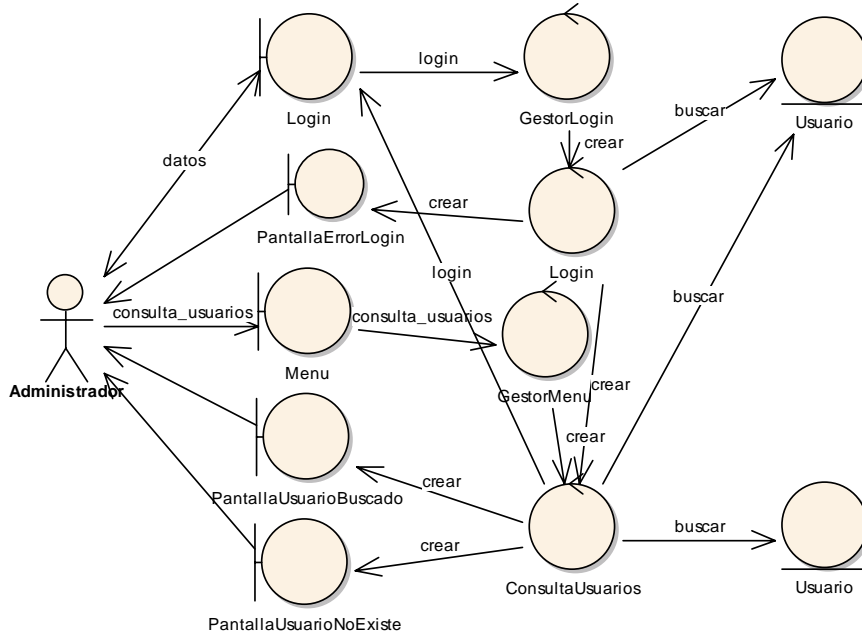 login
Login
GestorLogin
Usuario
buscar
crear
datos
crear
PantallaErrorLogin
Login
login
buscar
consulta_usuarios
consulta_usuarios
Menu
GestorMenu
crear
Administrador
crear
PantallaUsuarioBuscado
crear
buscar
crear
ConsultaUsuarios
Usuario
PantallaUsuarioNoExiste